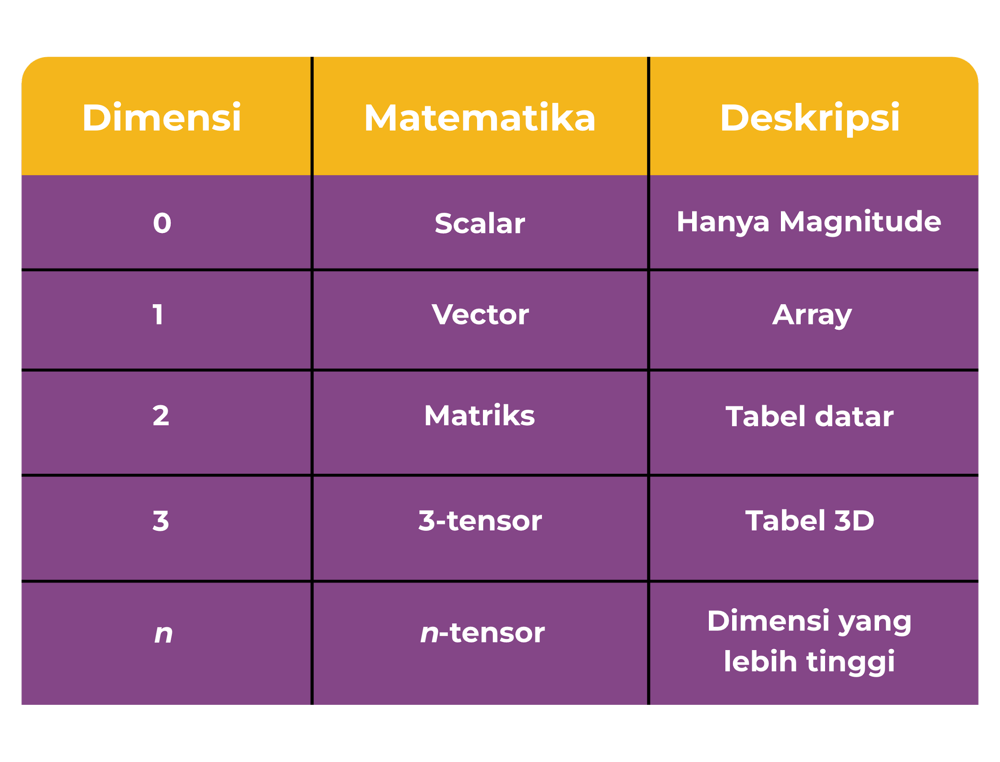 Dimensi Matematika Deskripsi
0 Scalar Hanya Magnitude
1 Vector Array
2 Matriks Tabel datar
3 3-tensor Tabel 3D
n n-tensor Dimensi yang
lebih tinggi